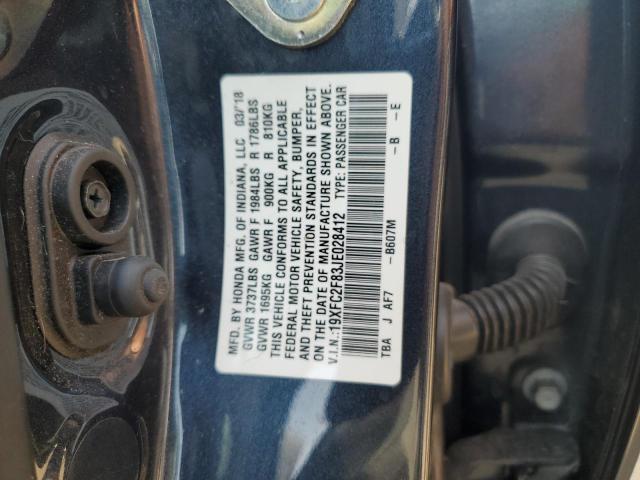 MFD. BY HONDA MFG. OF INDIANA, LLC 03/18
GVWR 3737LBS GAWR F 1984LBS R 1786LBS
GVWR 1695KG GAWR F 900KG R 810KG
THIS VEHICLE CONFORMS TO ALL APPLICABLE
FEDERAL MOTOR VEHICLE SAFETY, BUMPER,
AND THEFT PREVENTION STANDARDS IN EFFECT
ON THE DATE OF MANUFACTURE SHOWN ABOVE.
V.I.N.:19XFC2F83JE028412 TYPE: PASSENGER CAR
TBA J AF7 -B607M -B -E